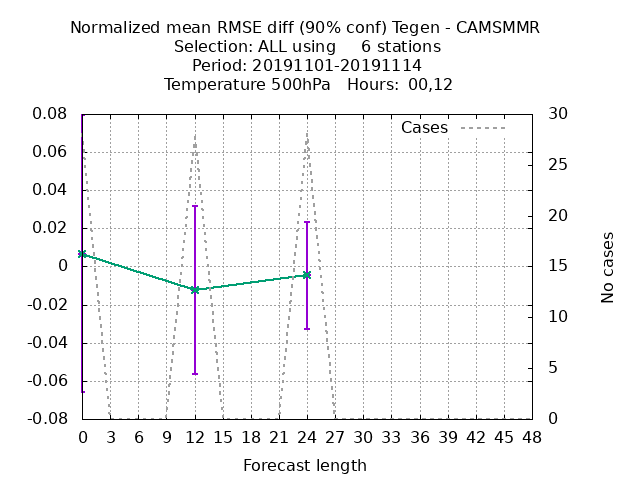 Normalized mean RMSE diff (90% conf) Tegen - CAMSMMR
Selection: ALL using     6 stations
Period: 20191101-20191114
Temperature 500hPa   Hours:  00,12
Cases
0.08
0.06
0.04
0.02
0
-0.02
-0.04
-0.06
-0.08
30
25
20
15
10
5
0
No cases
0 3 6 9 12 15 18 21 24 27 30 33 36 39 42 45 48
Forecast length